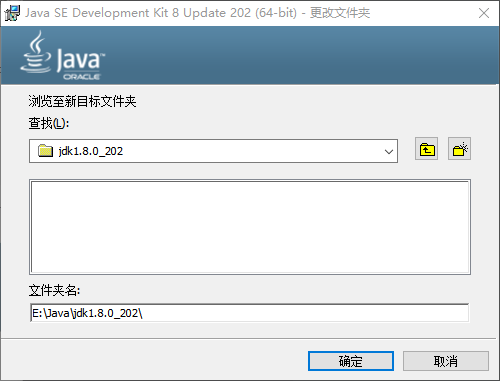 Java SE Development Kit 8 Update 202 (64-bit) - 更改文件夹
Java
ORACLE
浏览至新目标文件夹
查找(L):
jdk1.8.0_202
文件夹名:
E:\Java\jdk1.8.0_202\
确定
取消